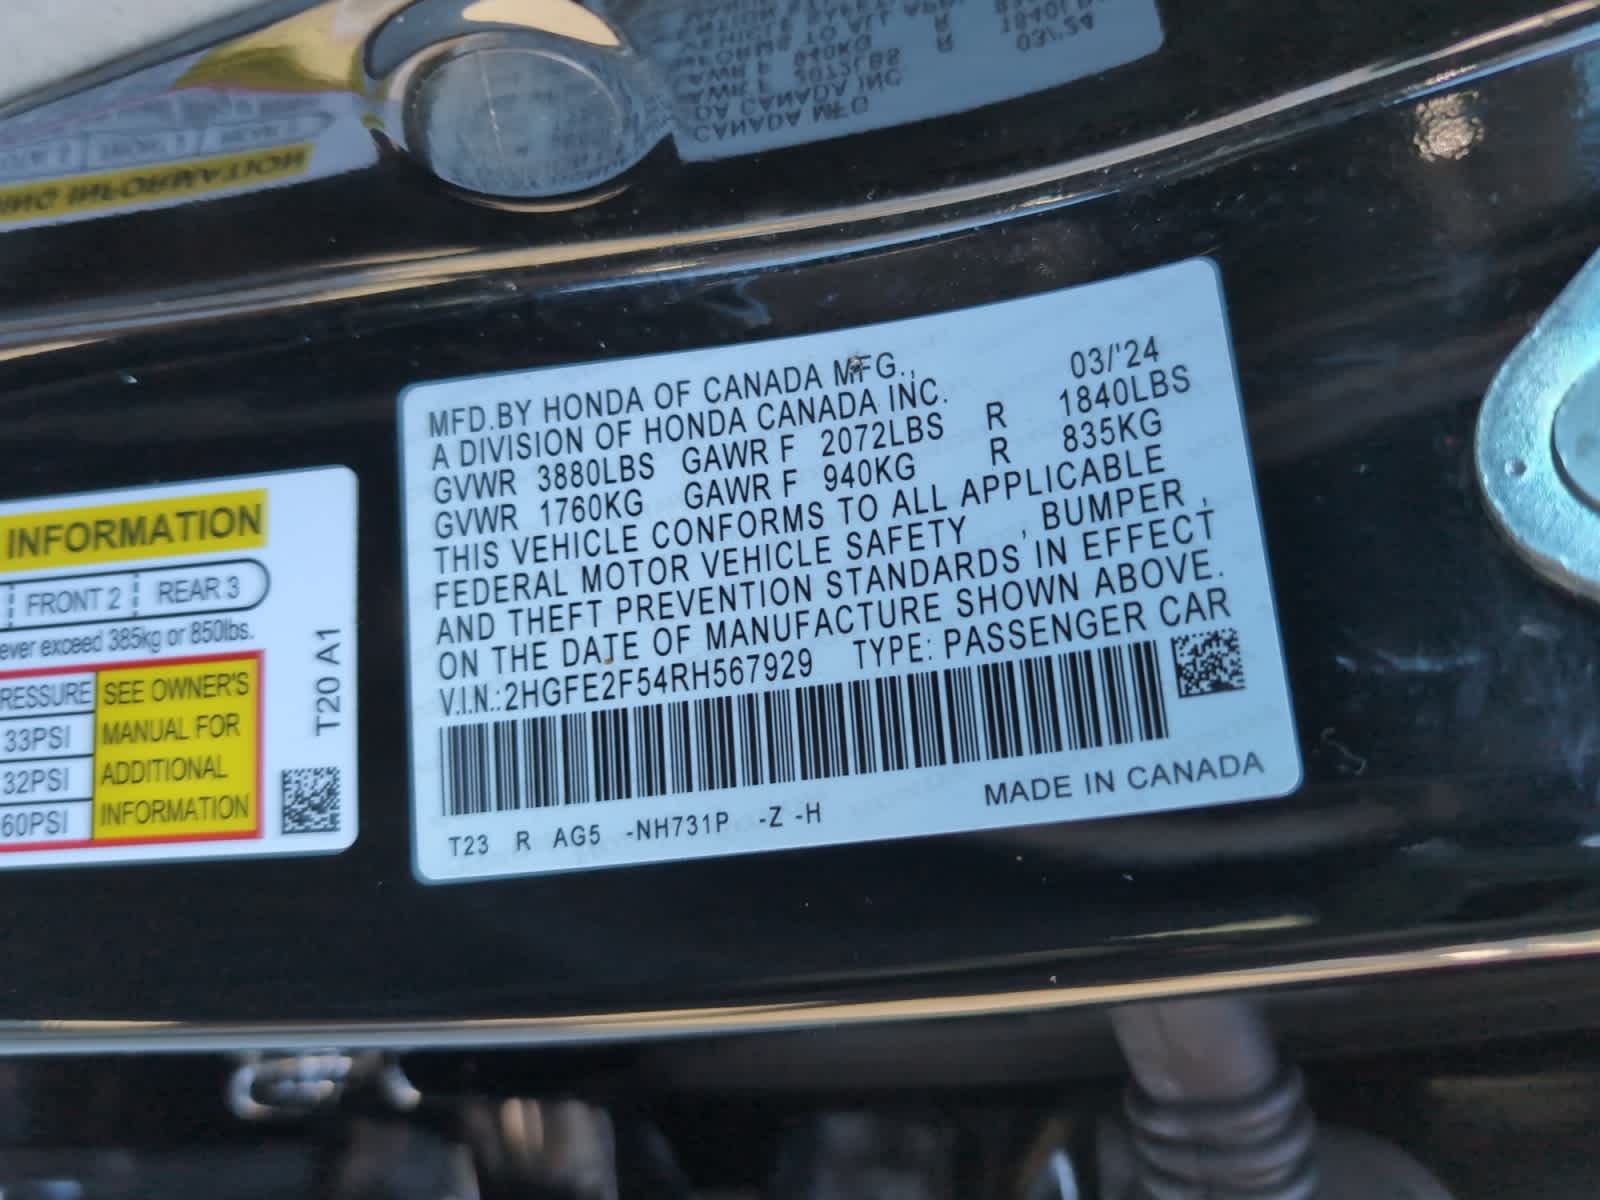 MFD.BY HONDA OF CANADA MFG.,
03/'24
A DIVISION OF HONDA CANADA INC.
GVWR 3880LBS GAWR F 2072LBS R 1840LBS
GVWR 1760KG GAWR F 940KG R 835KG
THIS VEHICLE CONFORMS TO ALL APPLICABLE
FEDERAL MOTOR VEHICLE SAFETY , BUMPER ,
AND THEFT PREVENTION STANDARDS IN EFFECT
ON THE DATE OF MANUFACTURE SHOWN ABOVE.
V.I.N.:2HGFE2F54RH567929 TYPE: PASSENGER CAR
T23 R AG5 -NH731P -Z -H
MADE IN CANADA
INFORMATION
FRONT 2 REAR 3
exceed 385kg or 850lbs.
SEE OWNER'S
MANUAL FOR
ADDITIONAL
INFORMATION
33PSI
32PSI
60PSI
T20 A1